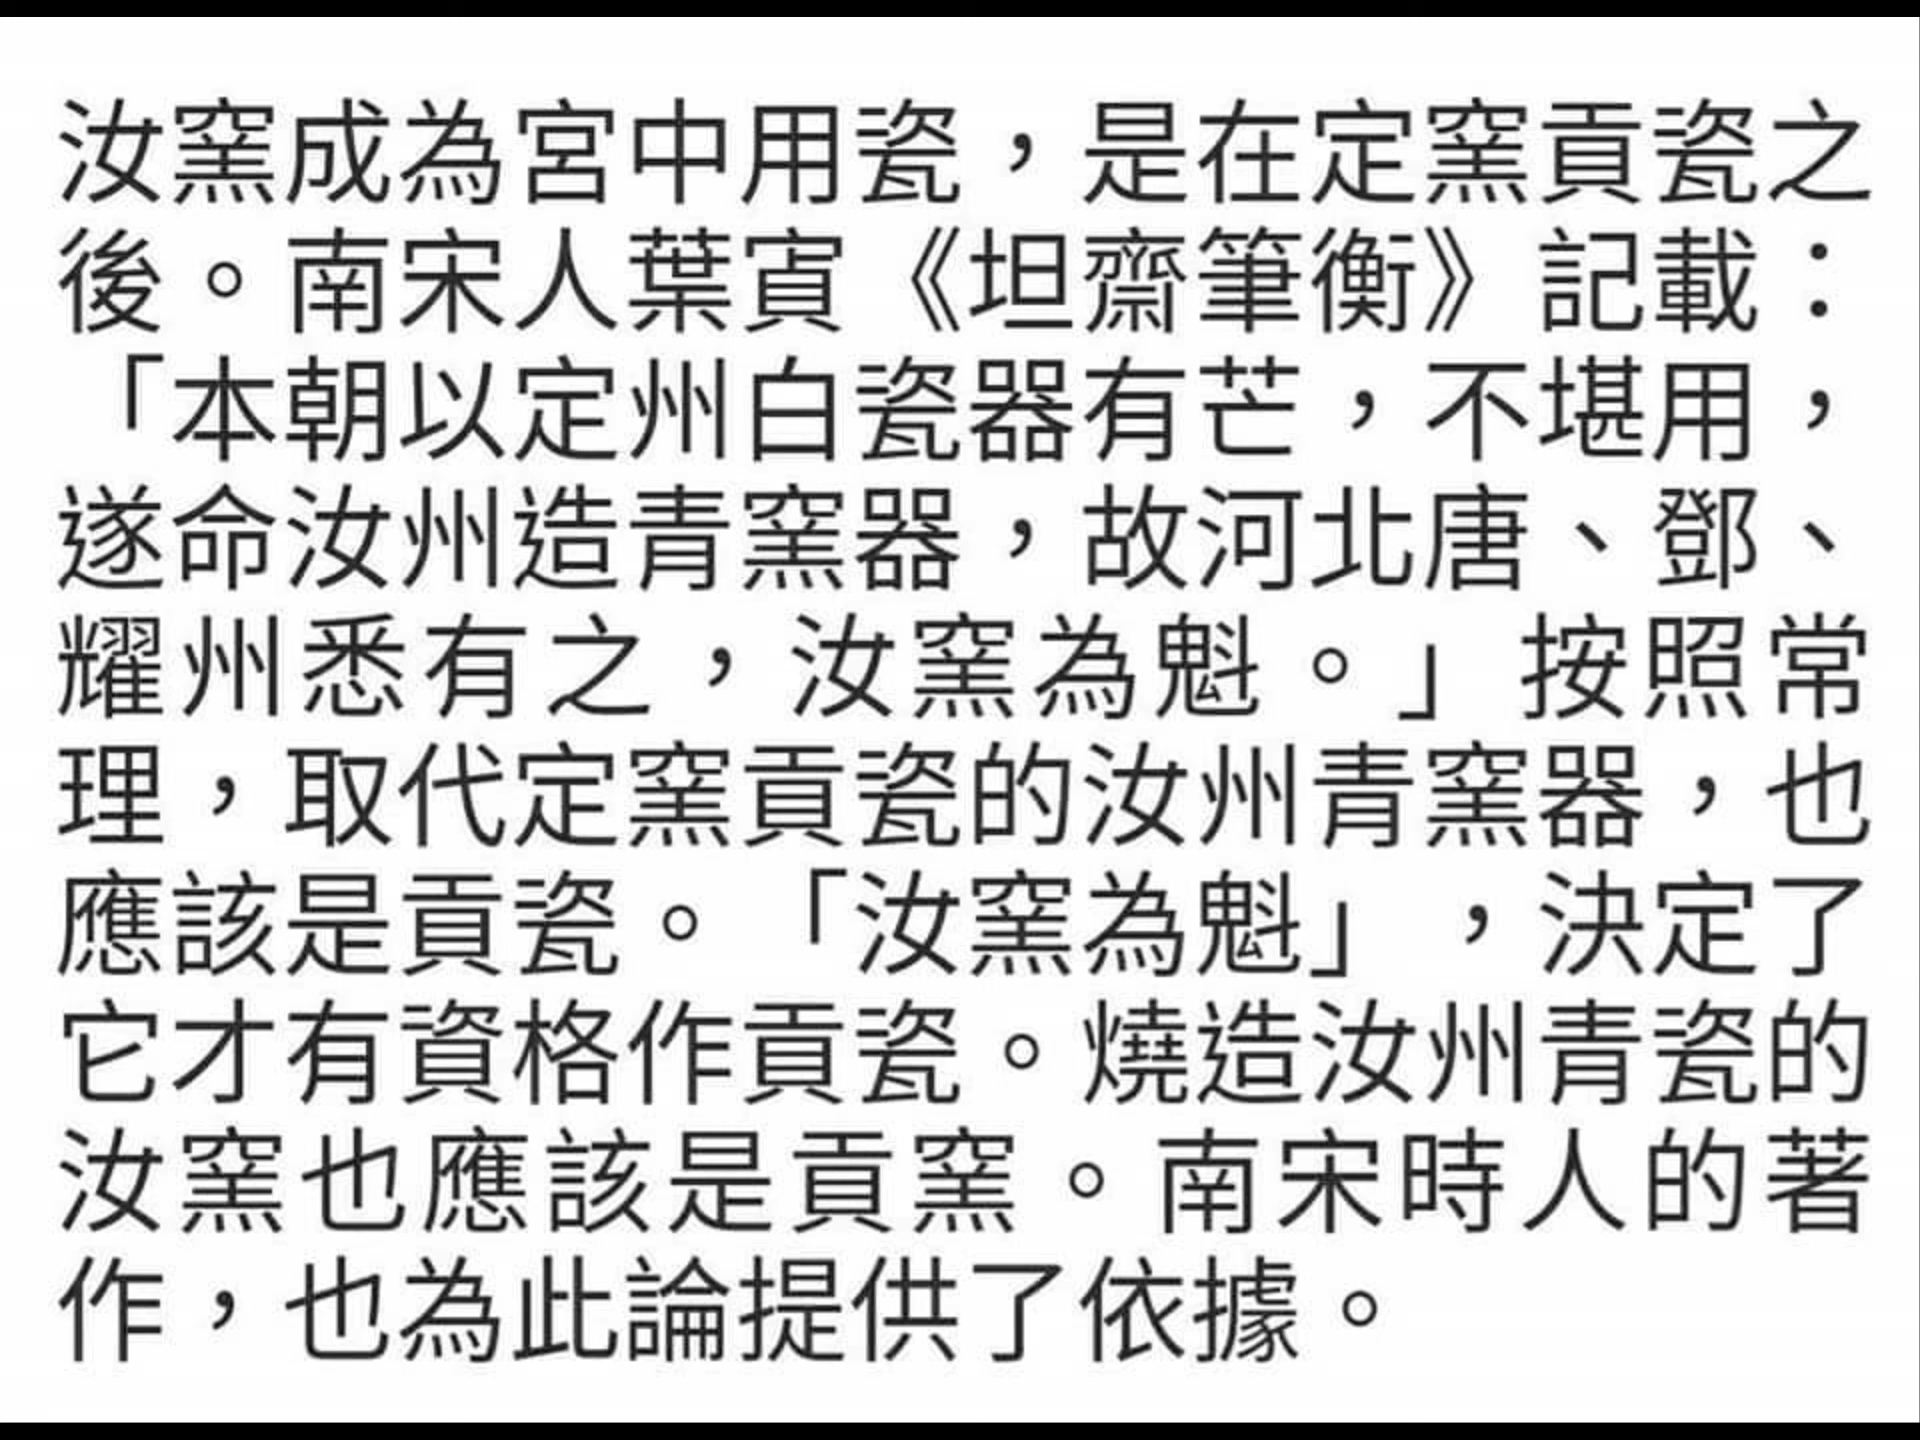 汝窯成為宮中用瓷，是在定窯貢瓷之
後。南宋人葉寘《坦齋筆衡》記載：
「本朝以定州白瓷器有芒，不堪用，
遂命汝州造青窯器，故河北唐、鄧、
耀州悉有之，汝窯為魁。」按照常
理，取代定窯貢瓷的汝州青窯器，也
應該是貢瓷。「汝窯為魁」，決定了
它才有資格作貢瓷。燒造汝州青瓷的
汝窯也應該是貢窯。南宋時人的著
作，也為此論提供了依據。